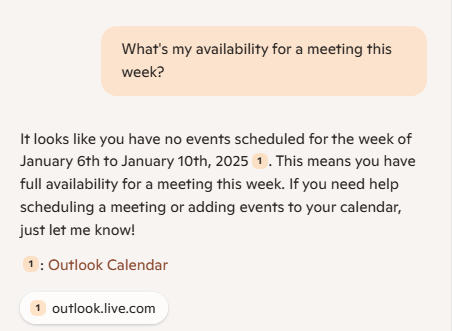 What's my availability for a meeting this
week?
It looks like you have no events scheduled for the week of
January 6th to January 10th, 2025 1. This means you have
full availability for a meeting this week. If you need help
scheduling a meeting or adding events to your calendar,
just let me know!
1: Outlook Calendar
1 outlook.live.com